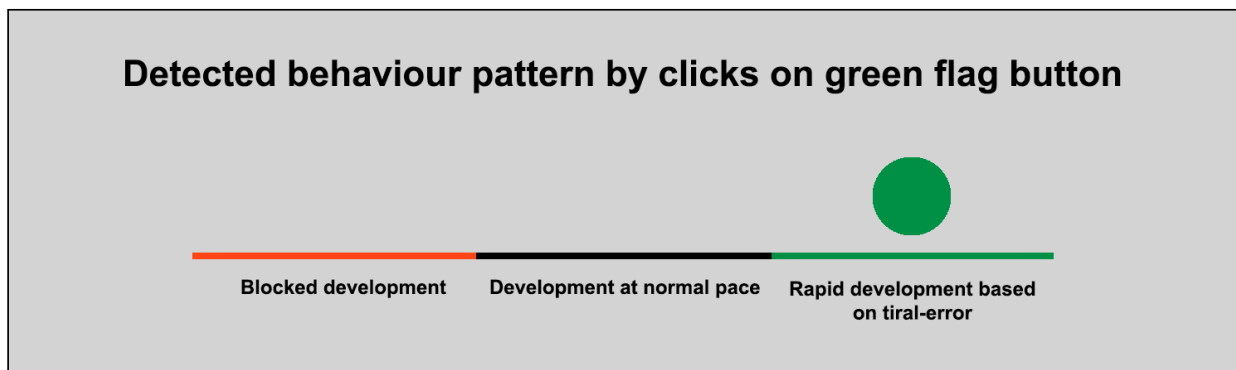 Detected behaviour pattern by clicks on green flag button
Blocked development
Development at normal pace
Rapid development based
on tiral-error